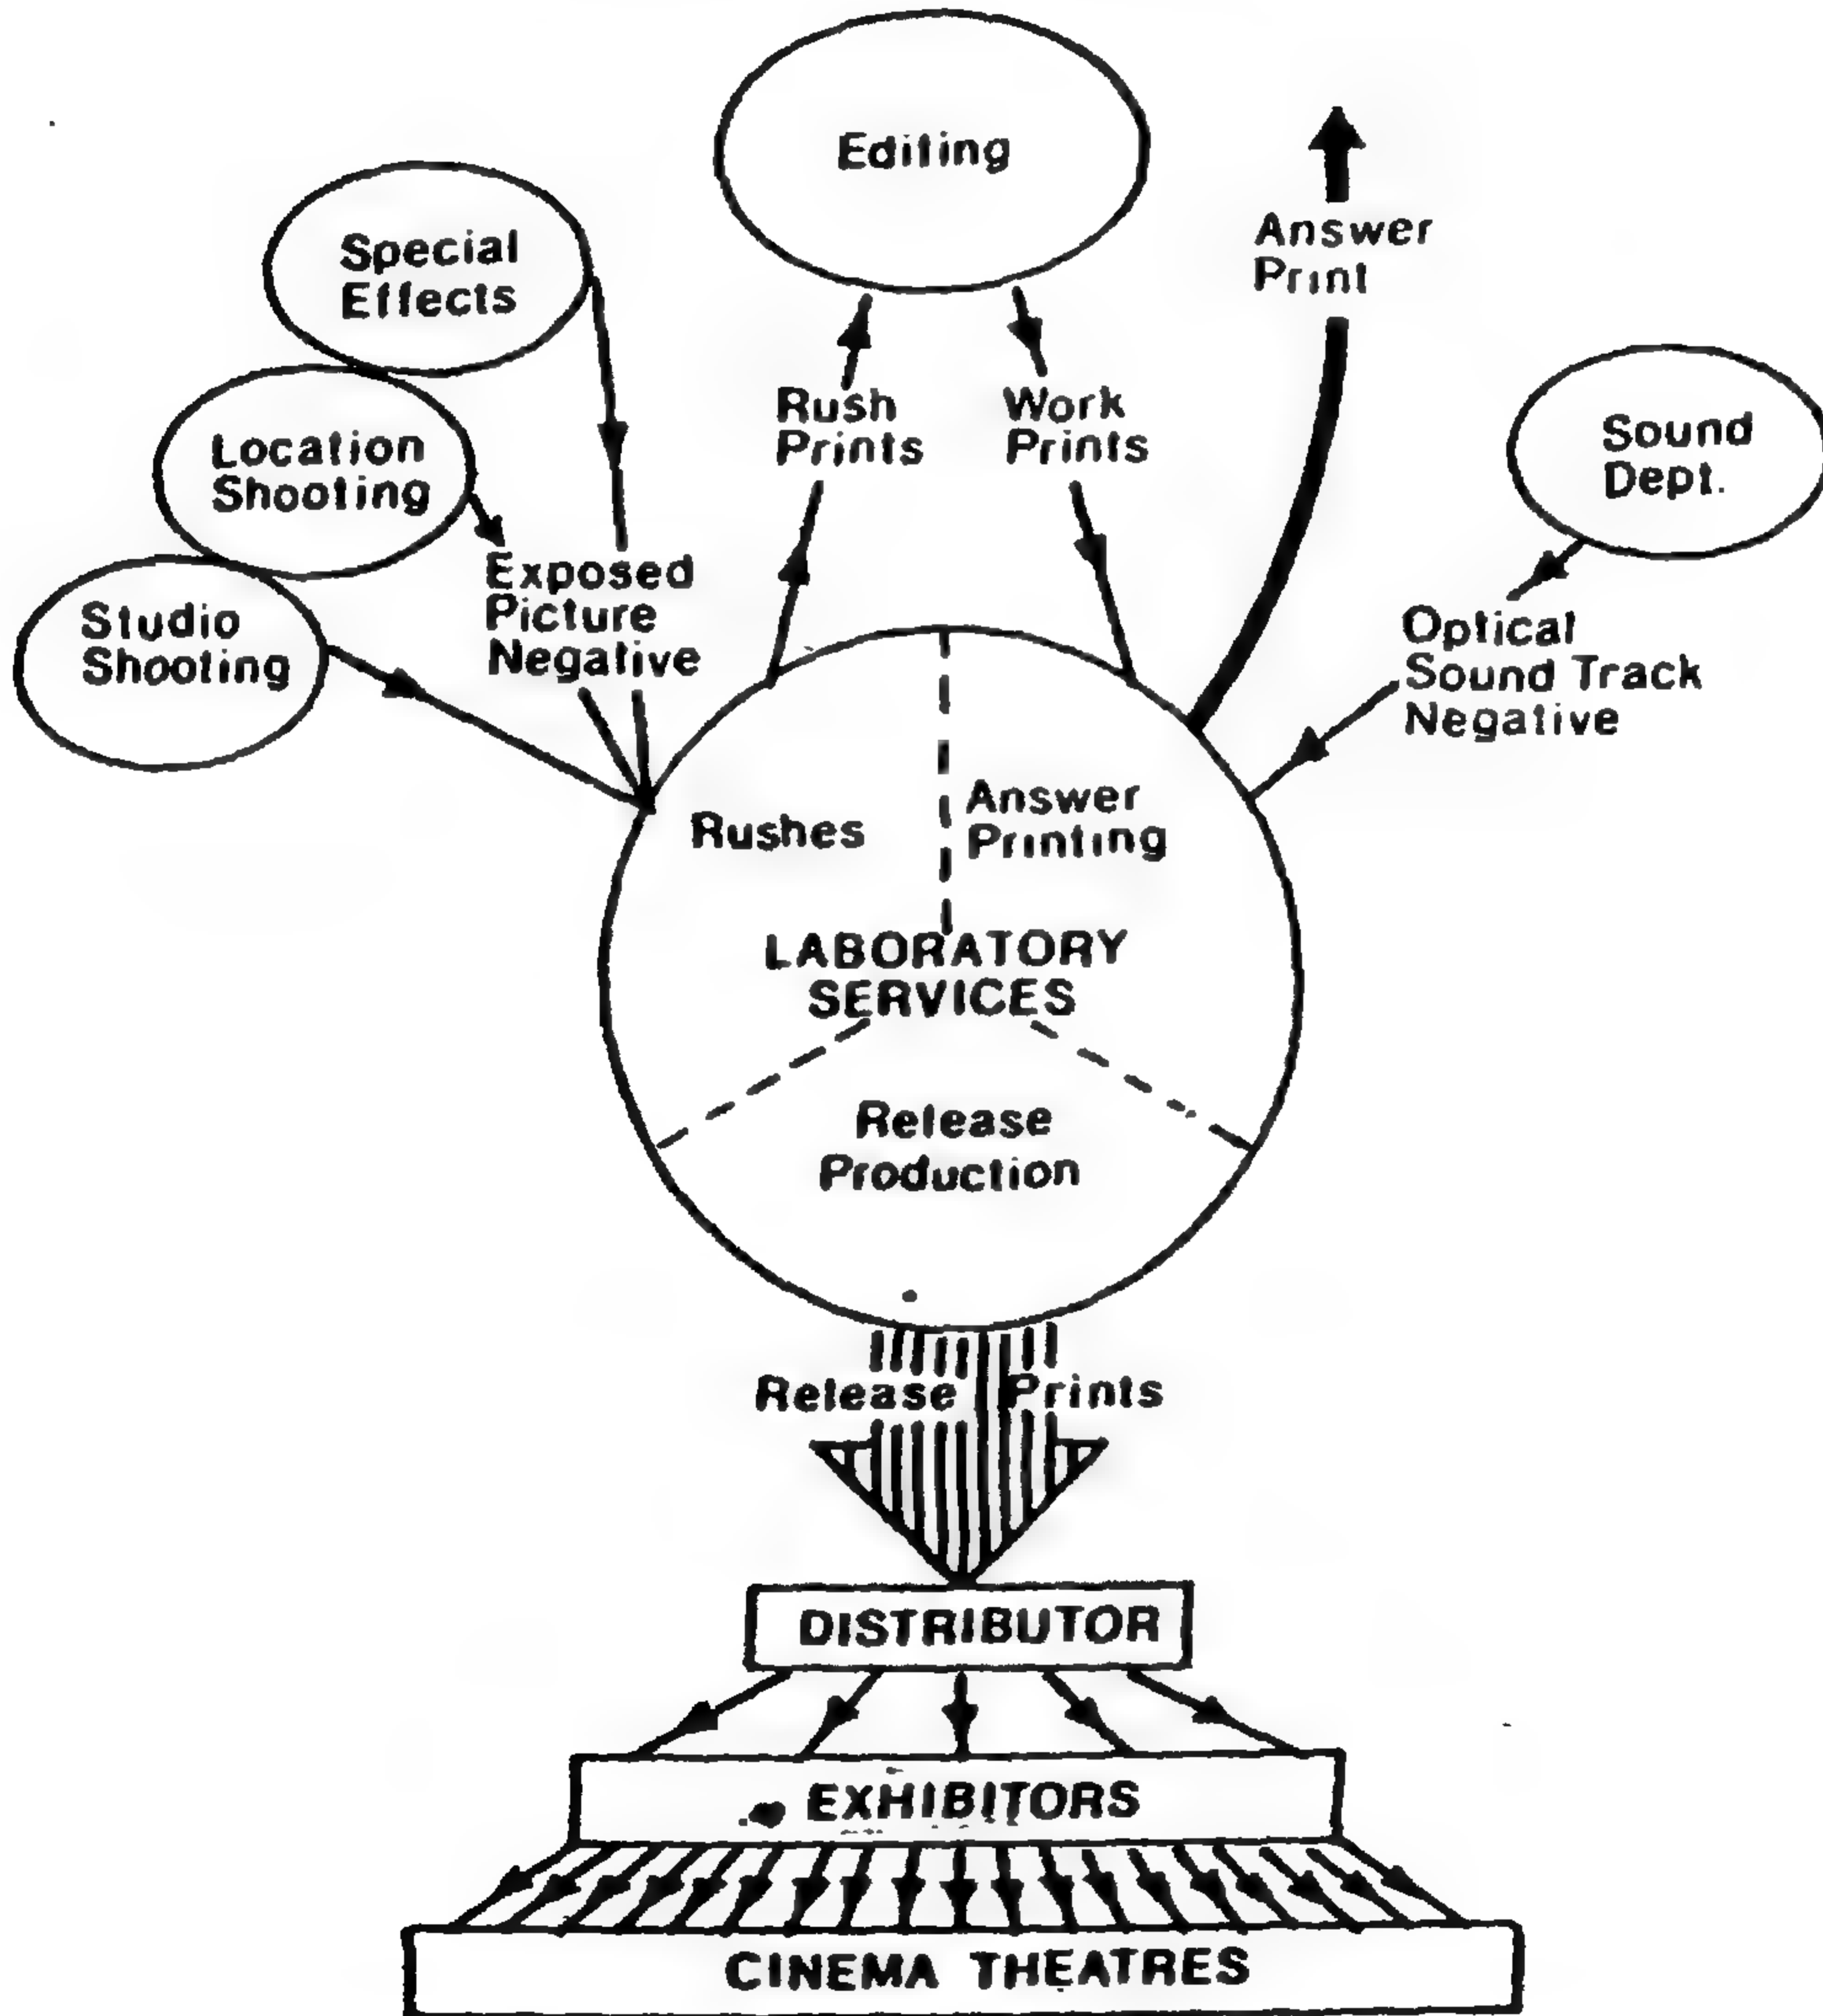 Editing
Special
Effects
Answer
Print
Rush
Prints
Work
Prints
Location
Shooting
Sound
Dept.
Exposed
Picture
Negative
Studio
Shooting
Optical
Sound Track
Negative
Rushes
Answer
Printing
LABORATORY
SERVICES
Release
Production
Release Prints
DISTRIBUTOR
EXHIBITORS
CINEMA THEATRES